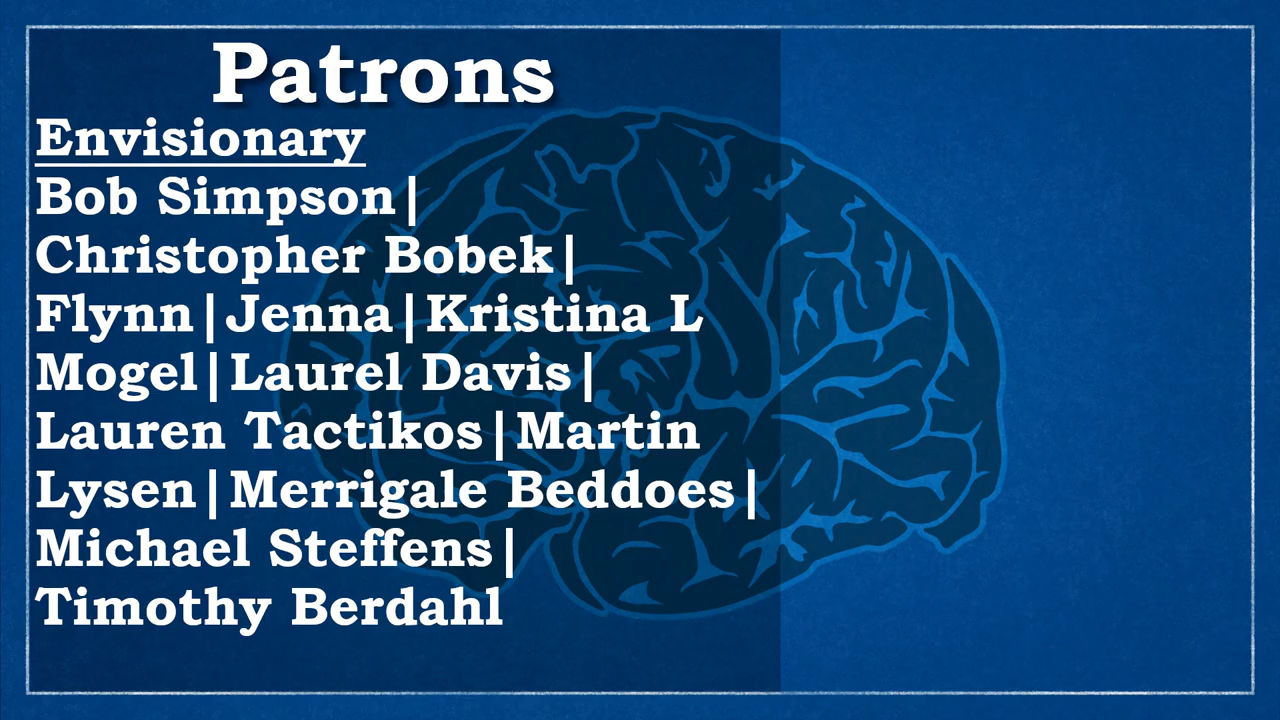 Patrons
Envisionary
Bob Simpson|
Christopher Bobek|
Flynn|Jenna|Kristina L
Mogel|Laurel Davis|
Lauren Tactikos|Martin
Lysen|Merrigale Beddoes|
Michael Steffens|
Timothy Berdahl